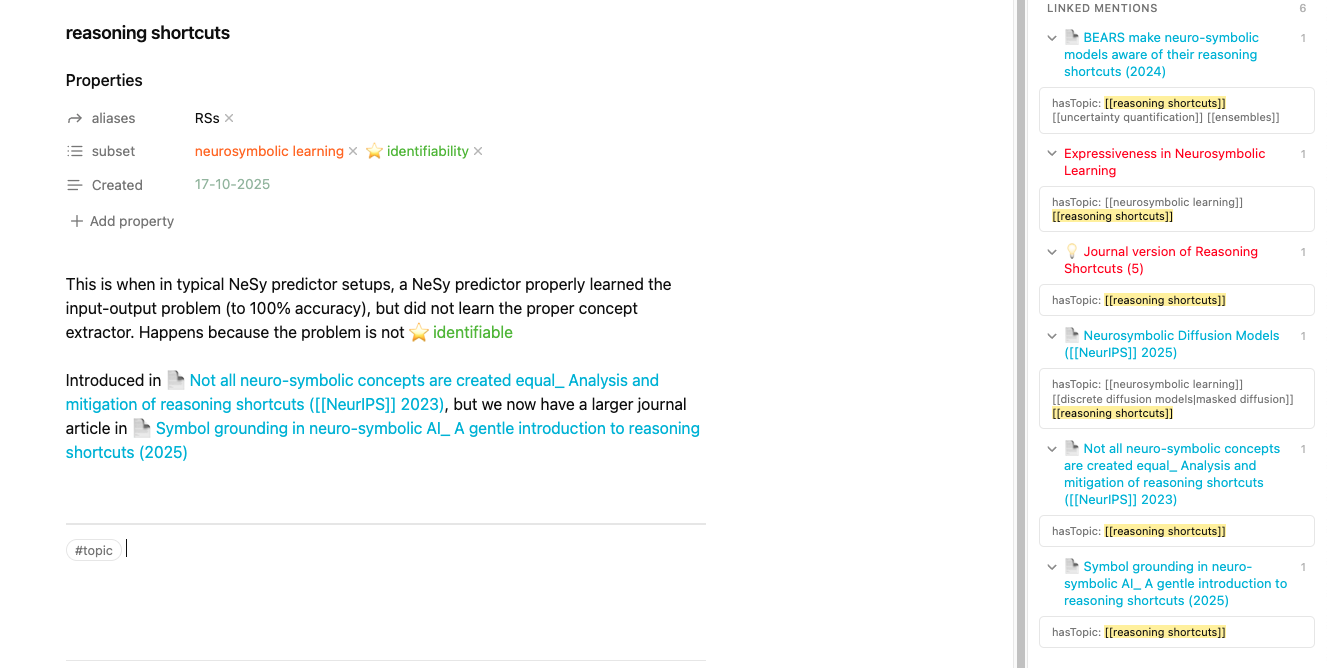 reasoning shortcuts
Properties
aliases RSs ×
subset neurosymbolic learning × ⭐ identifiability ×
Created 17-10-2025
+ Add property
This is when in typical NeSy predictor setups, a NeSy predictor properly learned the
input-output problem (to 100% accuracy), but did not learn the proper concept
extractor. Happens because the problem is not ⭐ identifiable
Introduced in Not all neuro-symbolic concepts are created equal_ Analysis and
mitigation of reasoning shortcuts ([[NeurIPS]] 2023), but we now have a larger journal
article in Symbol grounding in neuro-symbolic AI_ A gentle introduction to reasoning
shortcuts (2025)
#topic
LINKED MENTIONS 6
BEARS make neuro-symbolic 1
models aware of their reasoning
shortcuts (2024)
hasTopic: [[reasoning shortcuts]]
[[uncertainty quantification]] [[ensembles]]
Expressiveness in Neurosymbolic 1
Learning
hasTopic: [[neurosymbolic learning]]
[[reasoning shortcuts]]
💡 Journal version of Reasoning 1
Shortcuts (5)
hasTopic: [[reasoning shortcuts]]
Neurosymbolic Diffusion Models 1
([[NeurIPS]] 2025)
hasTopic: [[neurosymbolic learning]]
[[discrete diffusion models|masked diffusion]]
[[reasoning shortcuts]]
Not all neuro-symbolic concepts 1
are created equal_ Analysis and
mitigation of reasoning shortcuts
([[NeurIPS]] 2023)
hasTopic: [[reasoning shortcuts]]
Symbol grounding in neuro- 1
symbolic AI_ A gentle introduction to
reasoning shortcuts (2025)
hasTopic: [[reasoning shortcuts]]